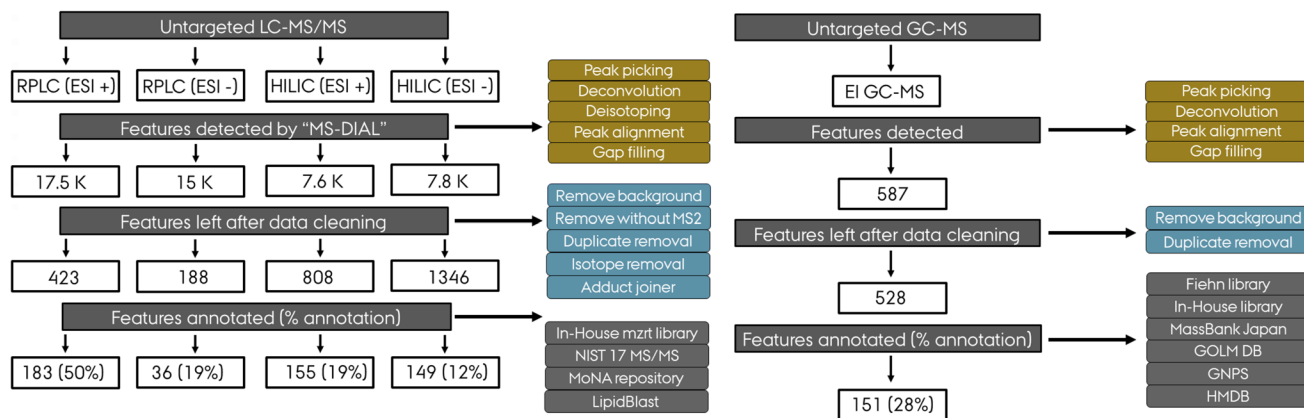 Untargeted LC-MS/MS
RPLC (ESI +)
RPLC (ESI -)
HILIC (ESI +)
HILIC (ESI -)
Features detected by "MS-DIAL"
Peak picking
Deconvolution
Deisotoping
Peak alignment
Gap filling
17.5 K
15 K
7.6 K
7.8 K
Features left after data cleaning
Remove background
Remove without MS2
Duplicate removal
Isotope removal
Adduct joiner
423
188
808
1346
Features annotated (% annotation)
In-House mzrt library
NIST 17 MS/MS
MoNA repository
LipidBlast
183 (50%)
36 (19%)
155 (19%)
149 (12%)
Untargeted GC-MS
EI GC-MS
Features detected
Peak picking
Deconvolution
Peak alignment
Gap filling
587
Features left after data cleaning
Remove background
Duplicate removal
528
Features annotated (% annotation)
Fiehn library
In-House library
MassBank Japan
GOLM DB
GNPS
HMDB
151 (28%)